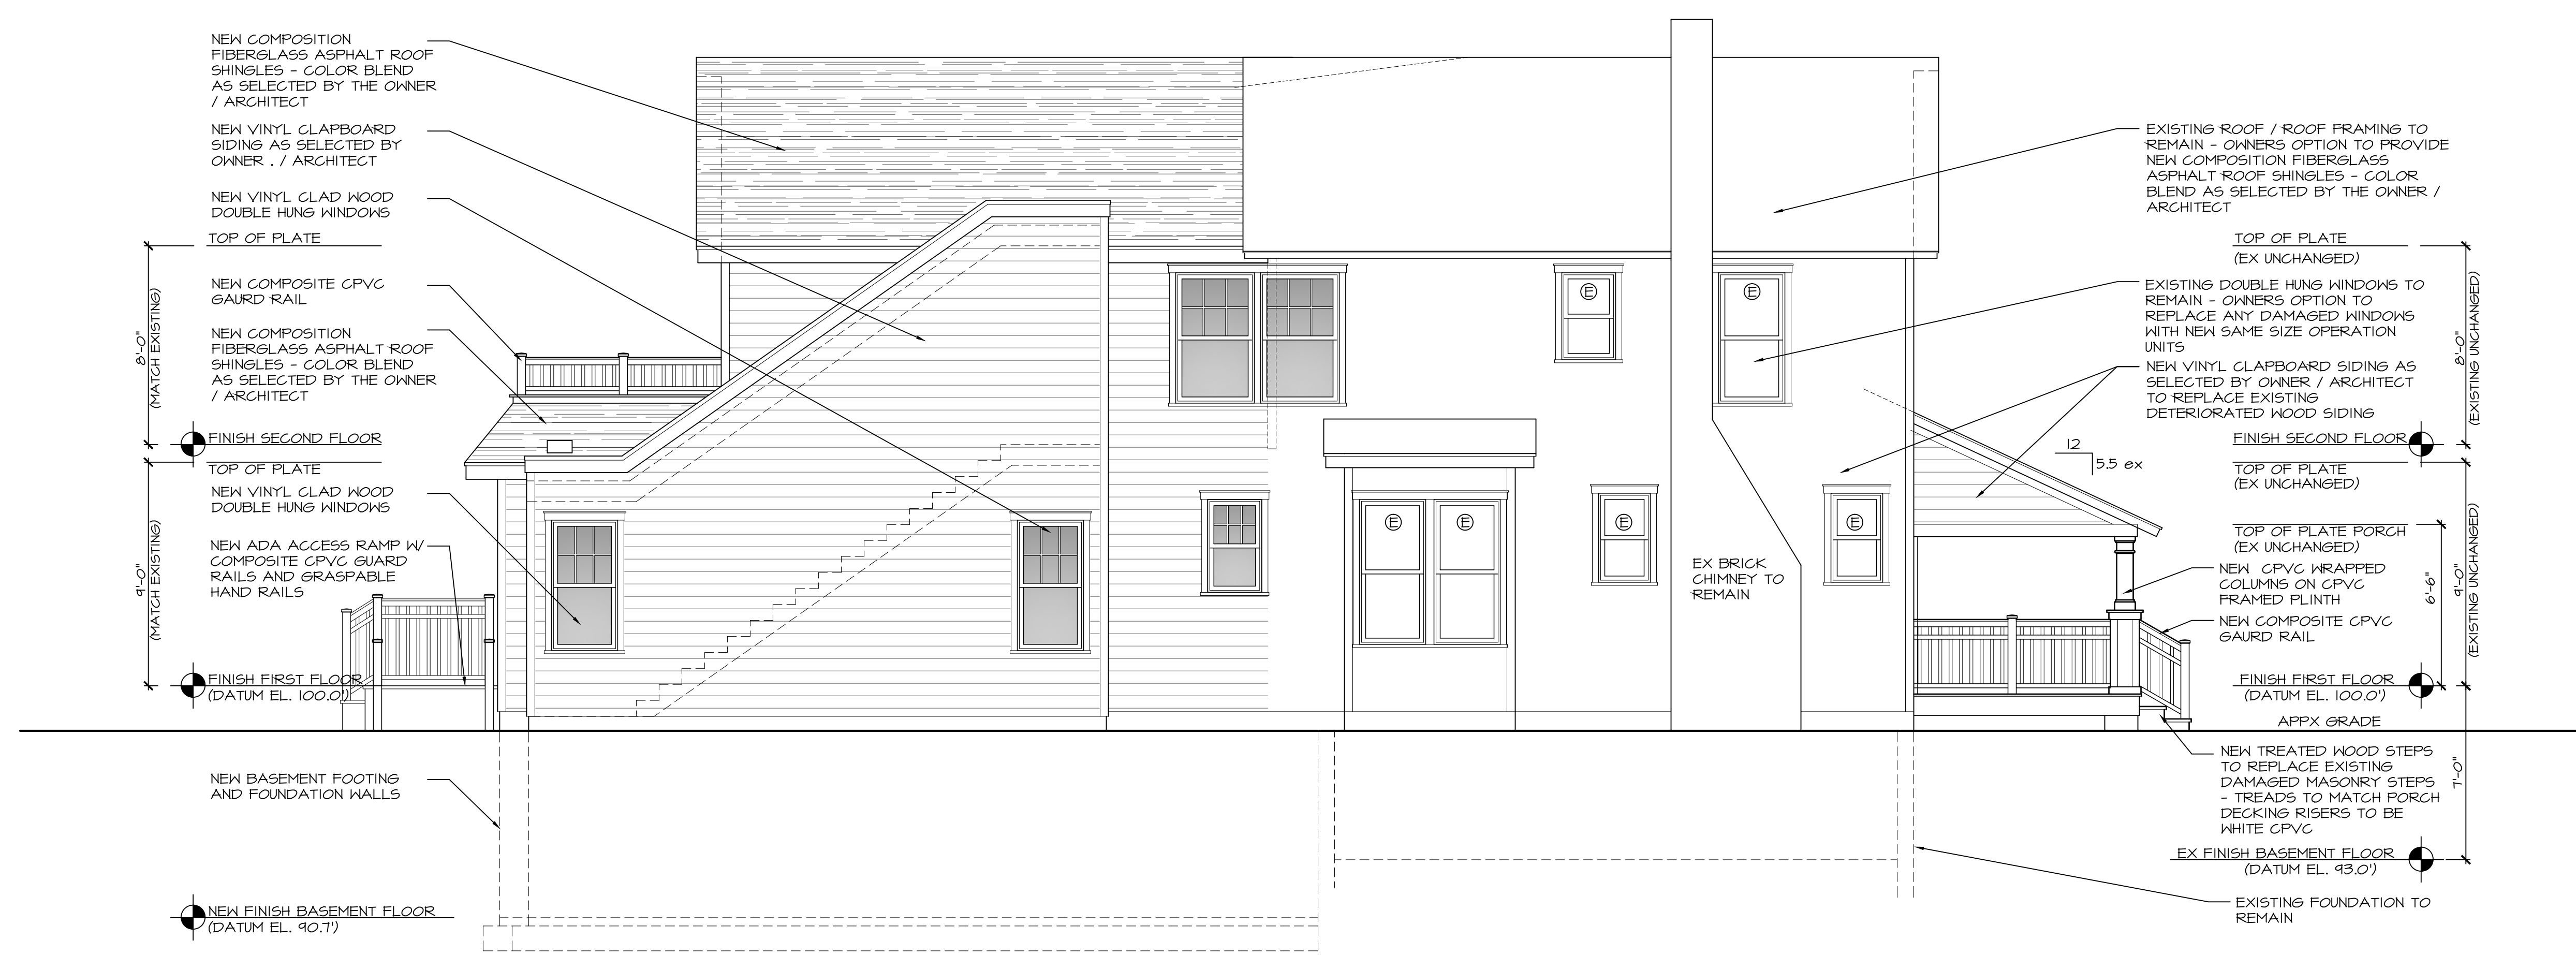 NEW COMPOSITION
FIBERGLASS ASPHALT ROOF
SHINGLES - COLOR BLEND
AS SELECTED BY THE OWNER
/ ARCHITECT
NEW VINYL CLAPBOARD
SIDING AS SELECTED BY
OWNER . / ARCHITECT
NEW VINYL CLAD WOOD
DOUBLE HUNG WINDOWS
TOP OF PLATE
8'-0"
(MATCH EXISTING)
NEW COMPOSITE CPVC
GAURD RAIL
NEW COMPOSITION
FIBERGLASS ASPHALT ROOF
SHINGLES - COLOR BLEND
AS SELECTED BY THE OWNER
/ ARCHITECT
FINISH SECOND FLOOR
TOP OF PLATE
NEW VINYL CLAD WOOD
DOUBLE HUNG WINDOWS
9'-0"
(MATCH EXISTING)
NEW ADA ACCESS RAMP W/
COMPOSITE CPVC GUARD
RAILS AND GRASPABLE
HAND RAILS
FINISH FIRST FLOOR
(DATUM EL. 100.0')
NEW BASEMENT FOOTING
AND FOUNDATION WALLS
NEW FINISH BASEMENT FLOOR
(DATUM EL. 90.7')
E
E
E
E
E
E
EX BRICK
CHIMNEY TO
REMAIN
12
5.5 ex
EXISTING ROOF / ROOF FRAMING TO
REMAIN - OWNERS OPTION TO PROVIDE
NEW COMPOSITION FIBERGLASS
ASPHALT ROOF SHINGLES - COLOR
BLEND AS SELECTED BY THE OWNER /
ARCHITECT
TOP OF PLATE
(EX UNCHANGED)
EXISTING DOUBLE HUNG WINDOWS TO
REMAIN - OWNERS OPTION TO
REPLACE ANY DAMAGED WINDOWS
WITH NEW SAME SIZE OPERATION
UNITS
8'-0"
(EXISTING UNCHANGED)
NEW VINYL CLAPBOARD SIDING AS
SELECTED BY OWNER / ARCHITECT
TO REPLACE EXISTING
DETERIORATED WOOD SIDING
FINISH SECOND FLOOR
TOP OF PLATE
(EX UNCHANGED)
TOP OF PLATE PORCH
(EX UNCHANGED)
NEW CPVC WRAPPED
COLUMNS ON CPVC
FRAMED PLINTH
6'-6"
9'-0"
(EXISTING UNCHANGED)
NEW COMPOSITE CPVC
GAURD RAIL
FINISH FIRST FLOOR
(DATUM EL. 100.0')
APPX GRADE
NEW TREATED WOOD STEPS
TO REPLACE EXISTING
DAMAGED MASONRY STEPS
- TREADS TO MATCH PORCH
DECKING RISERS TO BE
WHITE CPVC
7'-0"
EX FINISH BASEMENT FLOOR
(DATUM EL. 93.0')
EXISTING FOUNDATION TO
REMAIN